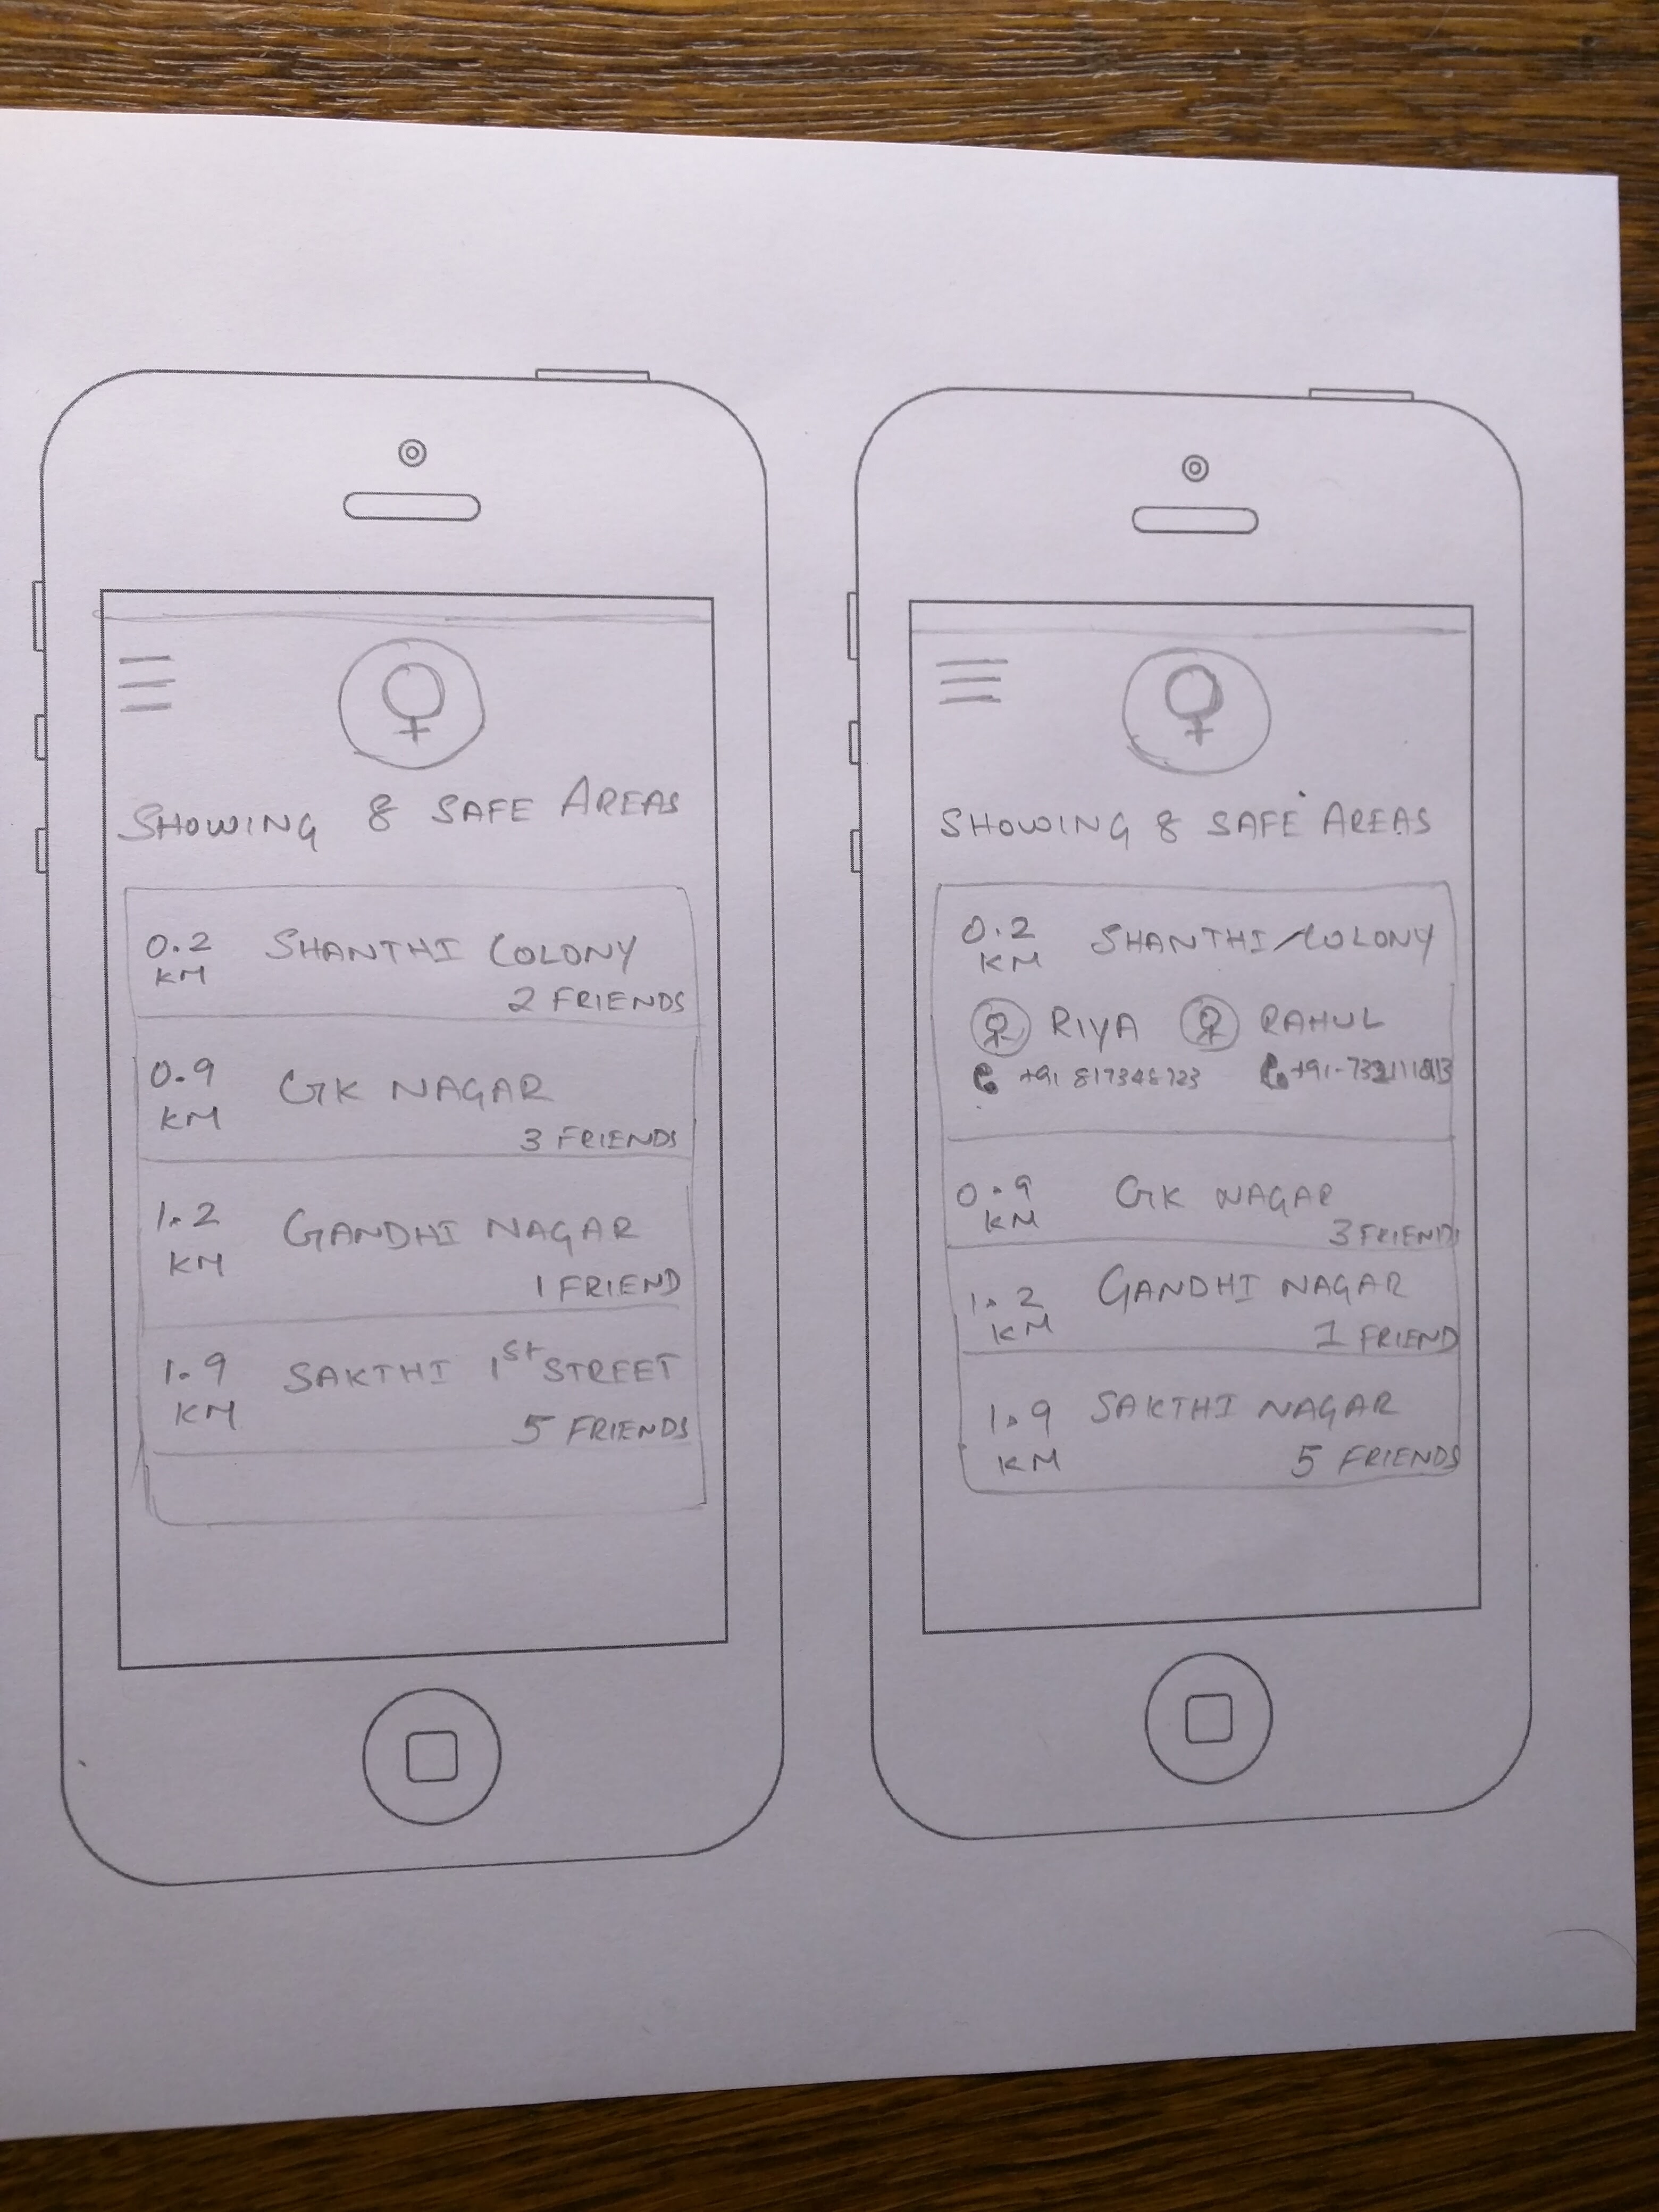 SHOWING 8 SAFE AREAS
0.2 KM SHANTHI COLONY
2 FRIENDS
0.9 KM GK NAGAR
3 FRIENDS
1.2 KM GANDHI NAGAR
1 FRIEND
1.9 KM SAKTHI 1st STREET
5 FRIENDS
SHOWING 8 SAFE AREAS
0.2 KM SHANTHI COLONY
RIYA RAHUL
+91 817348723
0.9 KM GK NAGAR
3 FRIENDS
1.2 KM GANDHI NAGAR
1 FRIEND
1.9 KM SAKTHI NAGAR
5 FRIENDS